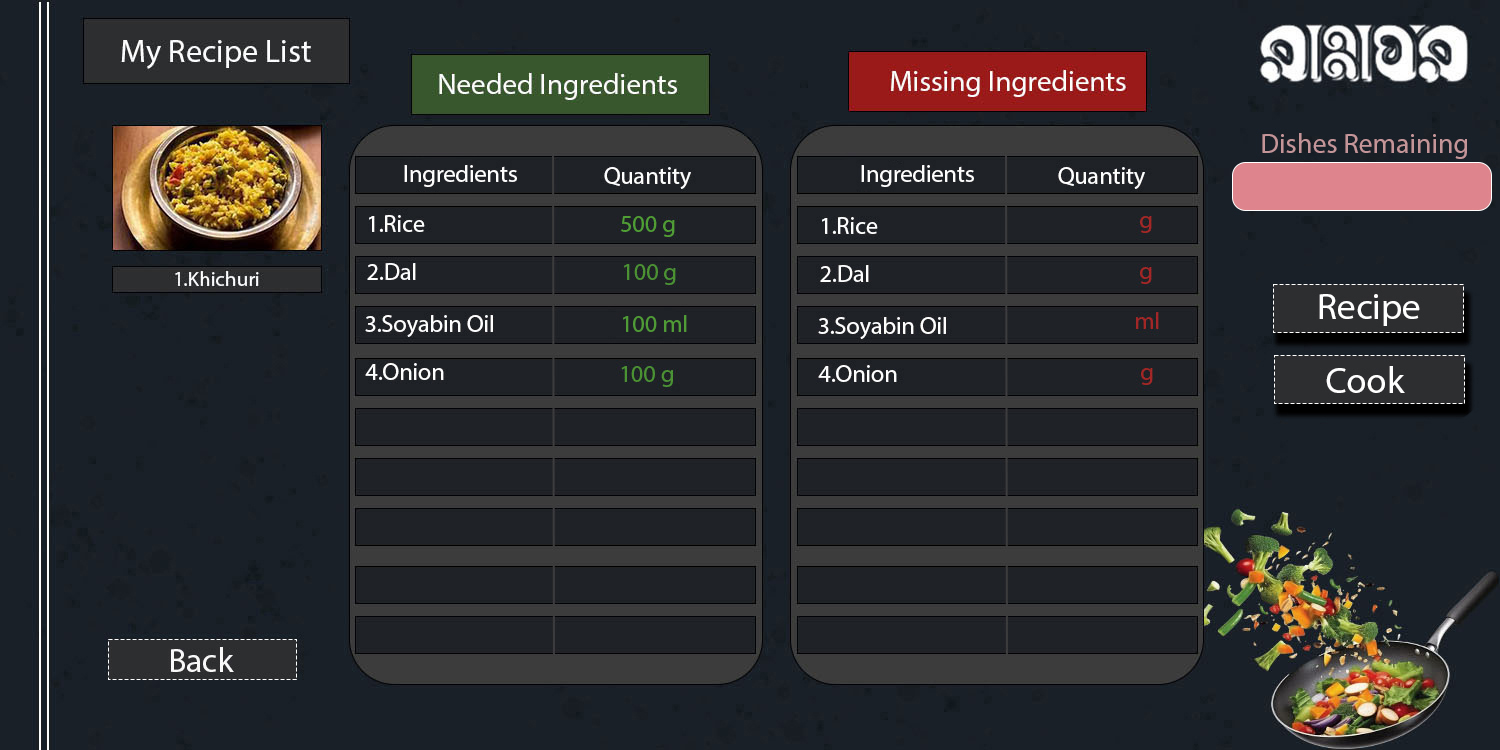 My Recipe List
Needed Ingredients
Missing Ingredients
রান্নাঘর
Dishes Remaining
1.Khichuri
Ingredients Quantity
1.Rice 500 g
2.Dal 100 g
3.Soyabin Oil 100 ml
4.Onion 100 g
Ingredients Quantity
1.Rice g
2.Dal g
3.Soyabin Oil ml
4.Onion g
Recipe
Cook
Back